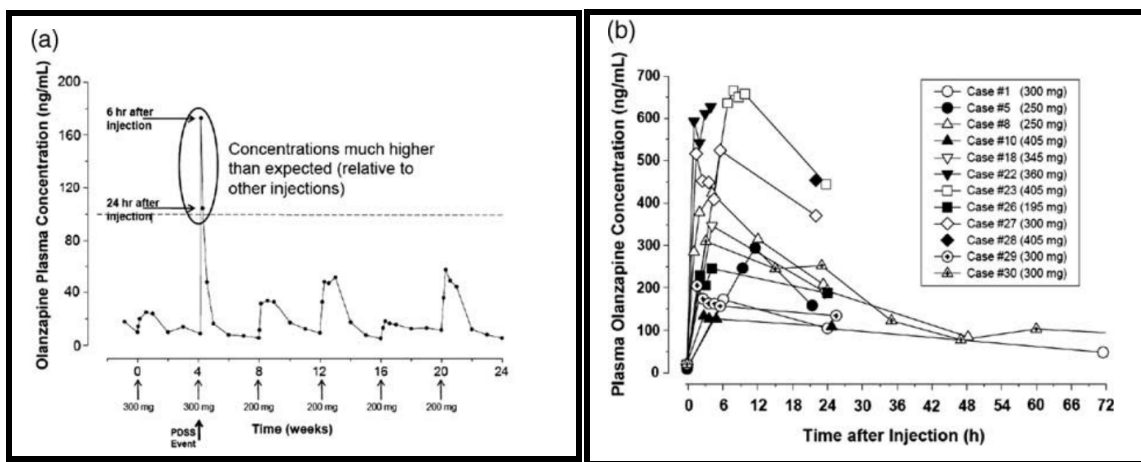 (a)
Olanzapine Plasma Concentration (ng/mL)
200
160
120
80
40
0
6 hr after
injection
24 hr after
injection
Concentrations much higher
than expected (relative to
other injections)
0 4 8 12 16 20 24
300 mg 300 mg 200 mg 200 mg 200 mg 200 mg
PDSS
Event
Time (weeks)
(b)
Plasma Olanzapine Concentration (ng/mL)
700
600
500
400
300
200
100
0
Case #1 (300 mg)
Case #5 (250 mg)
Case #8 (250 mg)
Case #10 (405 mg)
Case #18 (345 mg)
Case #22 (360 mg)
Case #23 (405 mg)
Case #26 (195 mg)
Case #27 (300 mg)
Case #28 (405 mg)
Case #29 (300 mg)
Case #30 (300 mg)
0 6 12 18 24 30 36 42 48 54 60 66 72
Time after Injection (h)